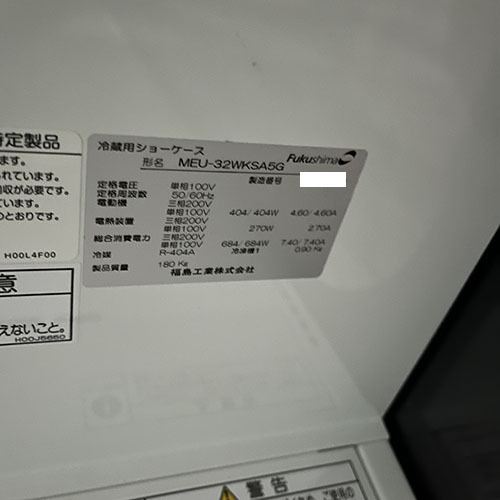 特定製品
ます。
れています。
収が必要です。
のとおりです。
H00L4F00
意
えないこと。
H00J5650
冷蔵用ショーケース
Fukushima
形名 MEU-32WKSA5G
製造番号
定格電圧 単相100V
定格周波数 50/60Hz
電動機 三相200V
単相100V 404/404W 4.60/4.60A
電熱装置 三相200V
単相100V 270W 2.70A
総合消費電力 三相200V
単相100V 684/684W 7.40/7.40A
冷媒 R-404A 冷凍機1 0.90 Kg
製品質量 180 Kg
福島工業株式会社
警告